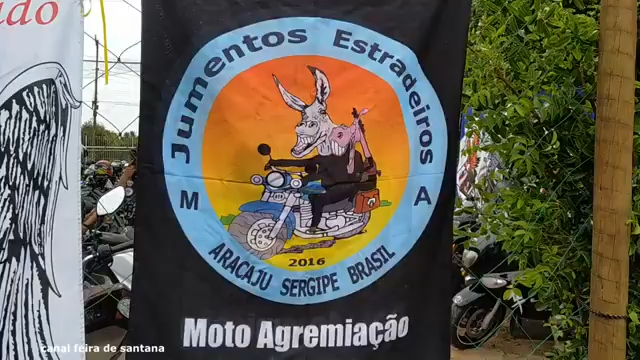 ado
Jumentos Estradeiros
M A
2016
ARACAJU SERGIPE BRASIL
Moto Agremiação
canal feira de santana